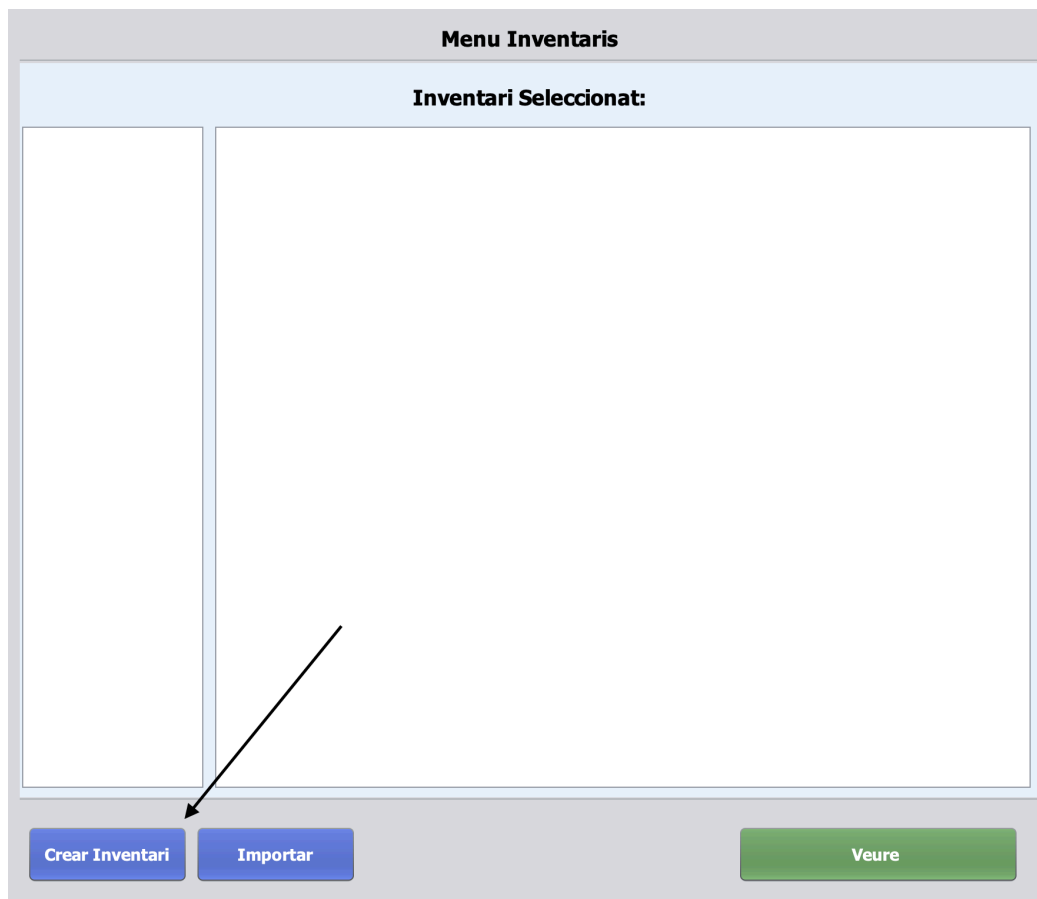 Menu Inventaris
Inventari Seleccionat:
Crear Inventari
Importar
Veure